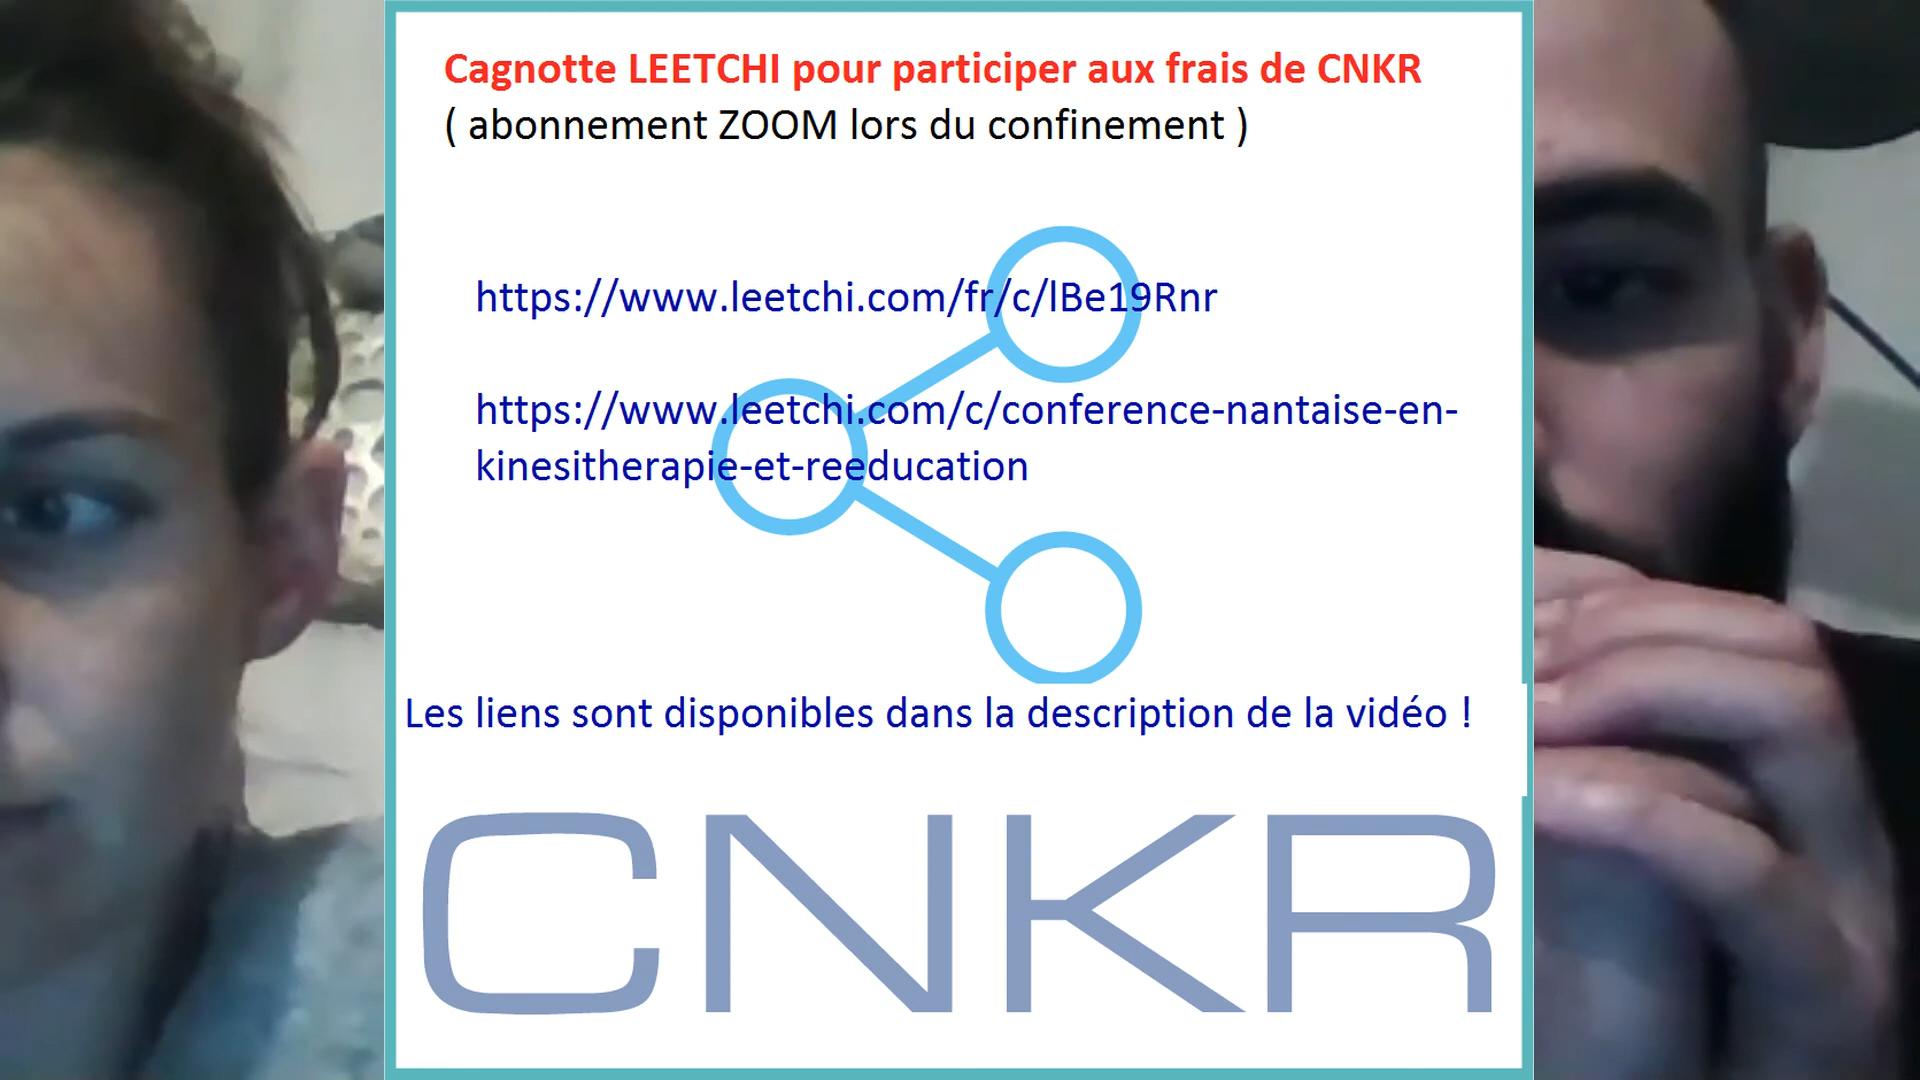 Cagnotte LEETCHI pour participer aux frais de CNKR
( abonnement ZOOM lors du confinement )
https://www.leetchi.com/fr/c/lBe19Rnr
https://www.leetchi.com/c/conference-nantaise-en-
kinesitherapie-et-reeducation
Les liens sont disponibles dans la description de la vidéo !
CNKR